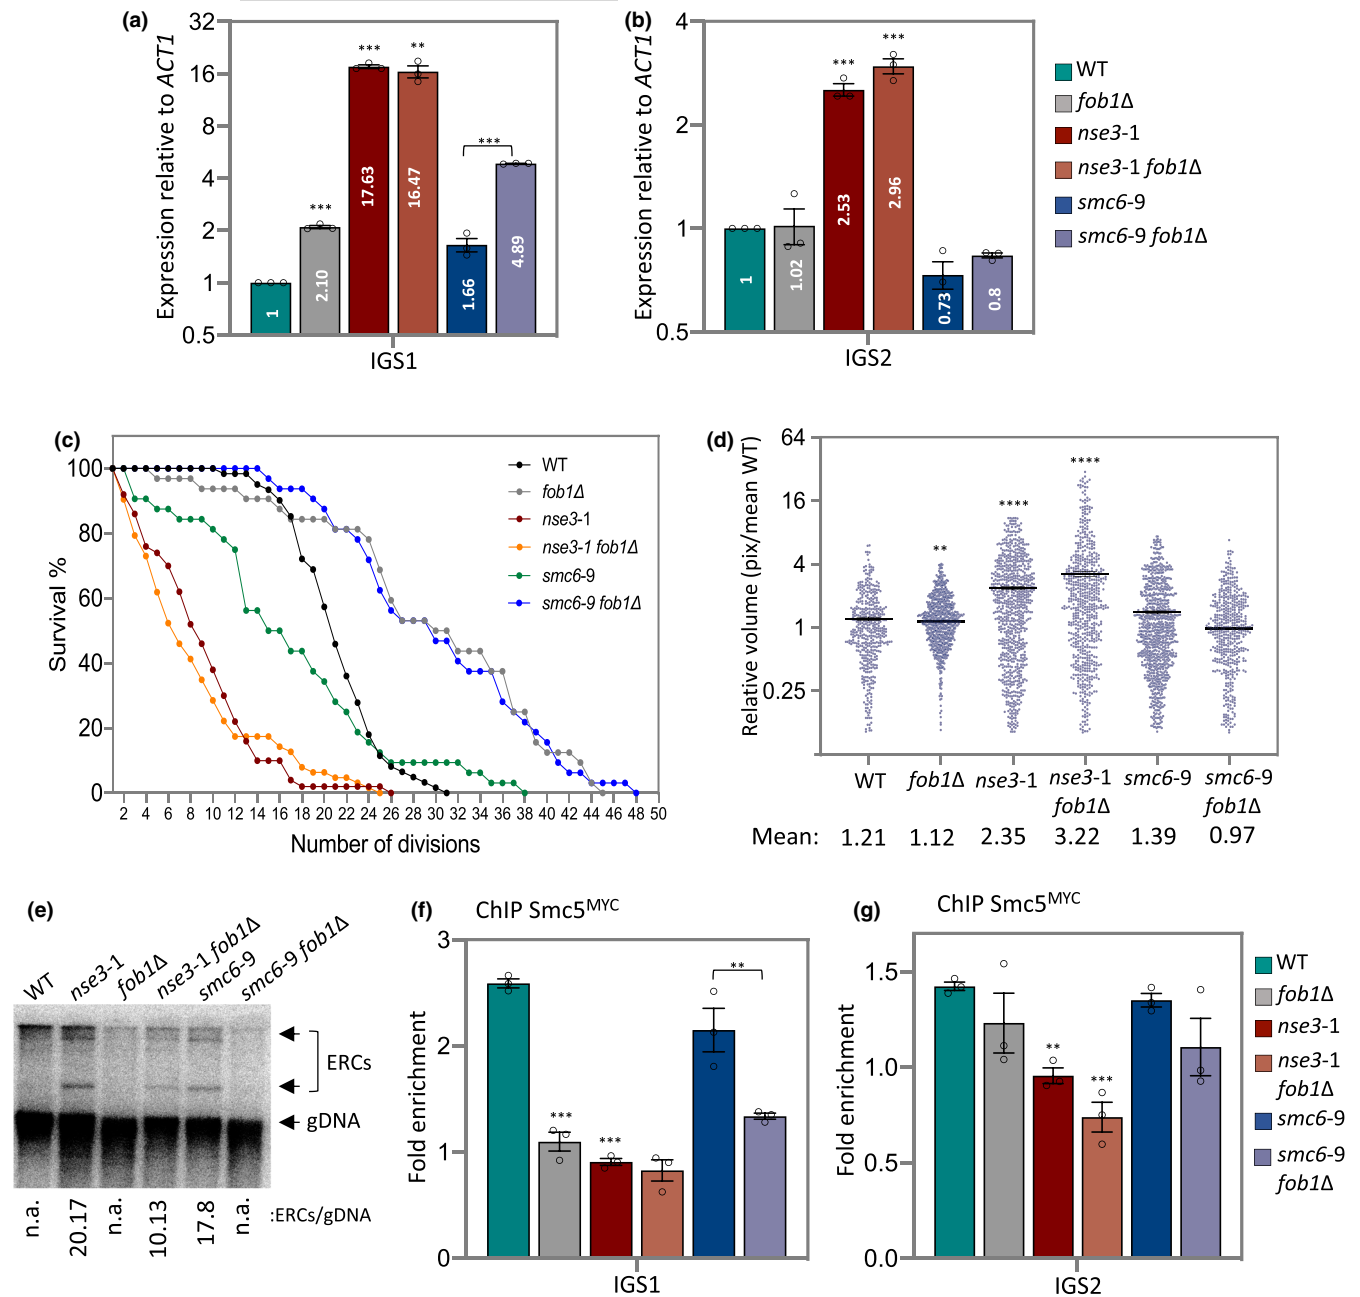 (a)
Expression relative to ACT1
32
16
8
4
2
1
0.5
***
***
**
***
1
2.10
17.63
16.47
1.66
4.89
IGS1
(b)
Expression relative to ACT1
4
2
1
0.5
***
***
1
1.02
2.53
2.96
0.73
0.8
IGS2
WT
fob1Δ
nse3-1
nse3-1 fob1Δ
smc6-9
smc6-9 fob1Δ
(c)
Survival %
100
80
60
40
20
0
2 4 6 8 10 12 14 16 18 20 22 24 26 28 30 32 34 36 38 40 42 44 46 48 50
Number of divisions
WT
fob1Δ
nse3-1
nse3-1 fob1Δ
smc6-9
smc6-9 fob1Δ
(d)
Relative volume (pix/mean WT)
64
16
4
1
0.25
**
****
****
WT fob1Δ nse3-1 nse3-1 fob1Δ smc6-9 smc6-9 fob1Δ
Mean: 1.21 1.12 2.35 3.22 1.39 0.97
(e)
WT
nse3-1
fob1Δ
nse3-1 fob1Δ
smc6-9
smc6-9 fob1Δ
ERCs
gDNA
n.a. 20.17 n.a. 10.13 17.8 n.a. :ERCs/gDNA
(f)
ChIP Smc5MYC
Fold enrichment
3
2
1
0
***
***
**
IGS1
(g)
ChIP Smc5MYC
Fold enrichment
1.5
1.0
0.5
0.0
**
***
IGS2
WT
fob1Δ
nse3-1
nse3-1
fob1Δ
smc6-9
smc6-9
fob1Δ